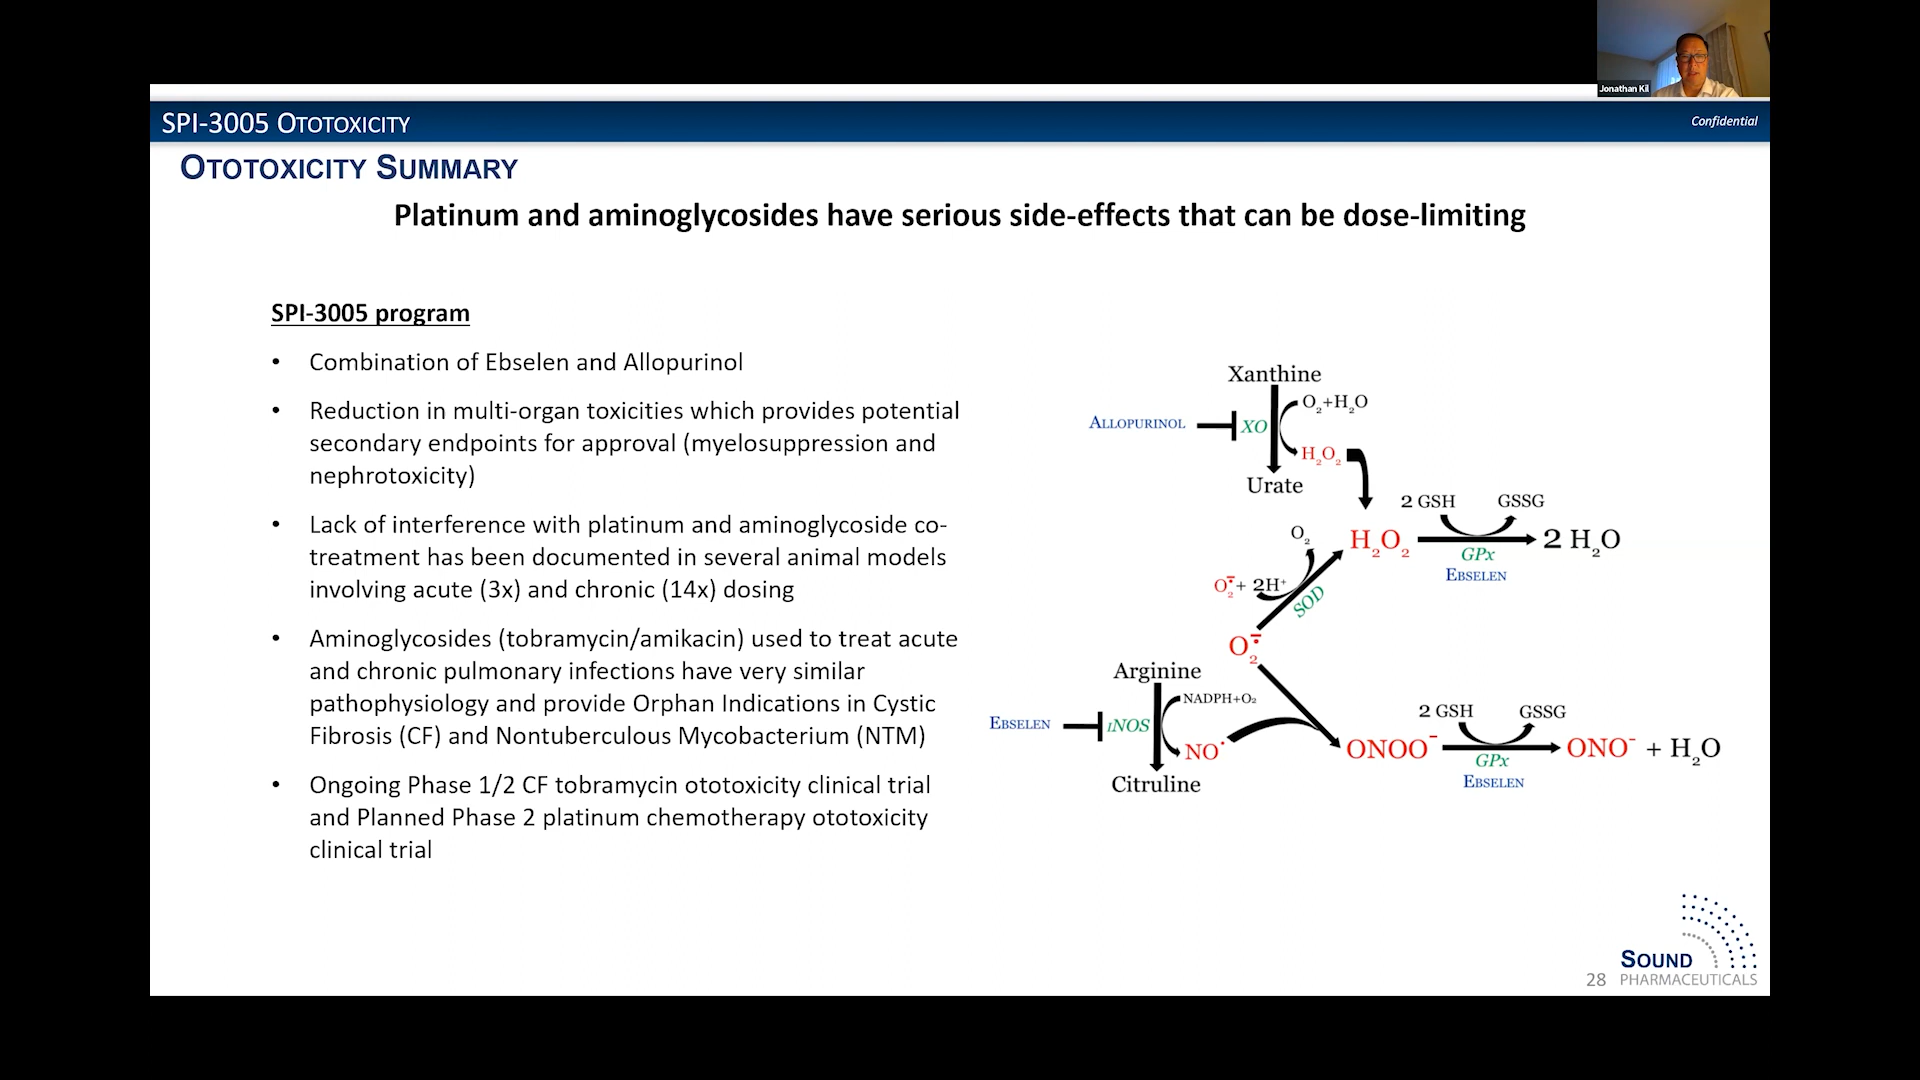 Jonathan Kil
SPI-3005 OTOTOXICITY
Confidential
OTOTOXICITY SUMMARY
Platinum and aminoglycosides have serious side-effects that can be dose-limiting
SPI-3005 program
• Combination of Ebselen and Allopurinol
• Reduction in multi-organ toxicities which provides potential
secondary endpoints for approval (myelosuppression and
nephrotoxicity)
• Lack of interference with platinum and aminoglycoside co-
treatment has been documented in several animal models
involving acute (3x) and chronic (14x) dosing
• Aminoglycosides (tobramycin/amikacin) used to treat acute
and chronic pulmonary infections have very similar
pathophysiology and provide Orphan Indications in Cystic
Fibrosis (CF) and Nontuberculous Mycobacterium (NTM)
• Ongoing Phase 1/2 CF tobramycin ototoxicity clinical trial
and Planned Phase 2 platinum chemotherapy ototoxicity
clinical trial
Xanthine
O₂+H₂O
ALLOPURINOL
XO
H₂O₂
Urate
2 GSH
GSSG
O₂
H₂O₂
2 H₂O
GPx
EBSELEN
O₂•̄ + 2H⁺
SOD
O₂•̄
Arginine
NADPH+O₂
EBSELEN
iNOS
NO•
Citruline
2 GSH
GSSG
ONOO⁻
ONO⁻ + H₂O
GPx
EBSELEN
SOUND
PHARMACEUTICALS
28